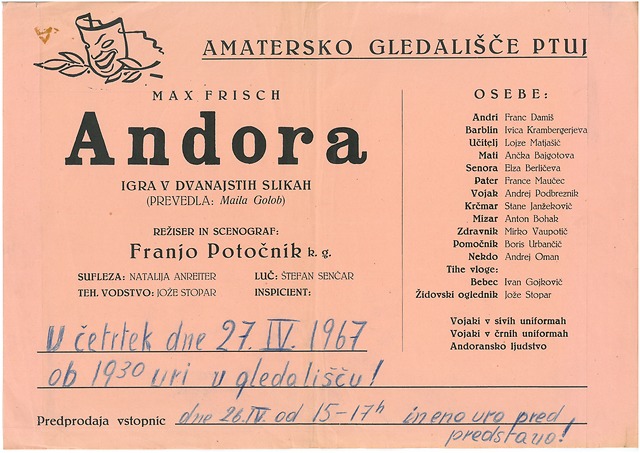 AMATERSKO GLEDALIŠČE PTUJ
MAX FRISCH
Andora
IGRA V DVANAJSTIH SLIKAH
(PREVEDLA: Maila Golob)
REŽISER IN SCENOGRAF:
Franjo Potočnik k. g.
SUFLEZA: NATALIJA ANREITER LUČ: ŠTEFAN SENČAR
TEH. VODSTVO: JOŽE STOPAR INSPICIENT:
OSEBE:
Andri Franc Damiš
Barblin Ivica Krambergerjeva
Učitelj Lojze Matjašič
Mati Ančka Bajgotova
Senora Elza Berličeva
Pater France Maučec
Vojak Andrej Podbreznik
Krčmar Stane Janžekovič
Mizar Anton Bohak
Zdravnik Mirko Vaupotič
Pomočnik Boris Urbančič
Nekdo Andrej Oman
Tihe vloge:
Bebec Ivan Gojkovič
Židovski oglednik Jože Stopar
Vojaki v sivih uniformah
Vojaki v črnih uniformah
Andoransko ljudstvo
V četrtek dne 27. IV. 1967
ob 19³⁰ uri v gledališču!
Predprodaja vstopnic dne 26. IV. od 15-17ʰ in eno uro pred
predstavo!